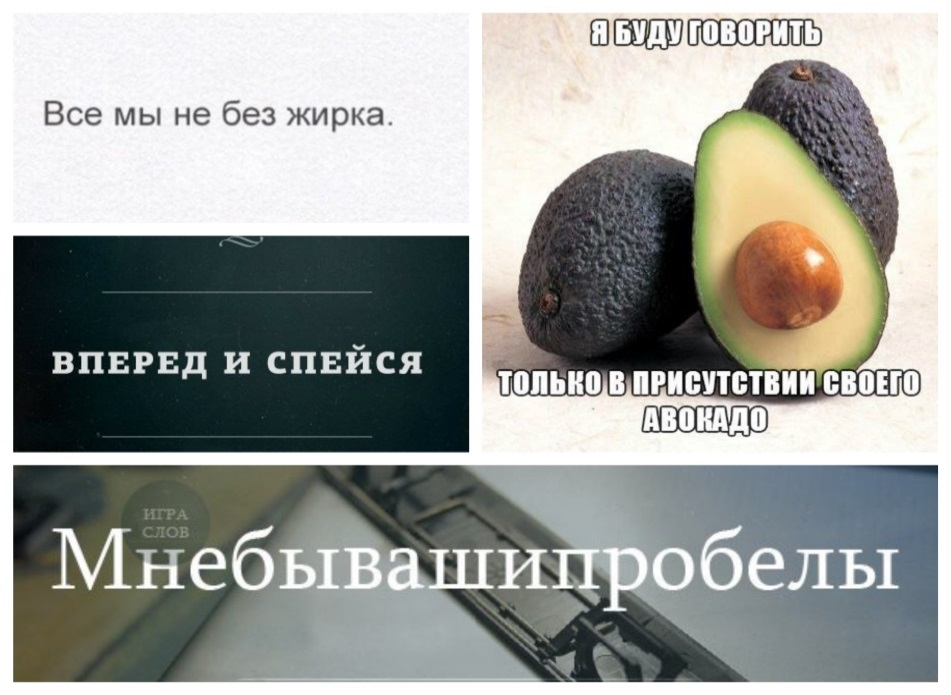 Все мы не без жирка.
Я БУДУ ГОВОРИТЬ
ТОЛЬКО В ПРИСУТСТВИИ СВОЕГО
АВОКАДО
ВПЕРЕД И СПЕЙСЯ
ИГРА
СЛОВ
Мнебывашипробелы